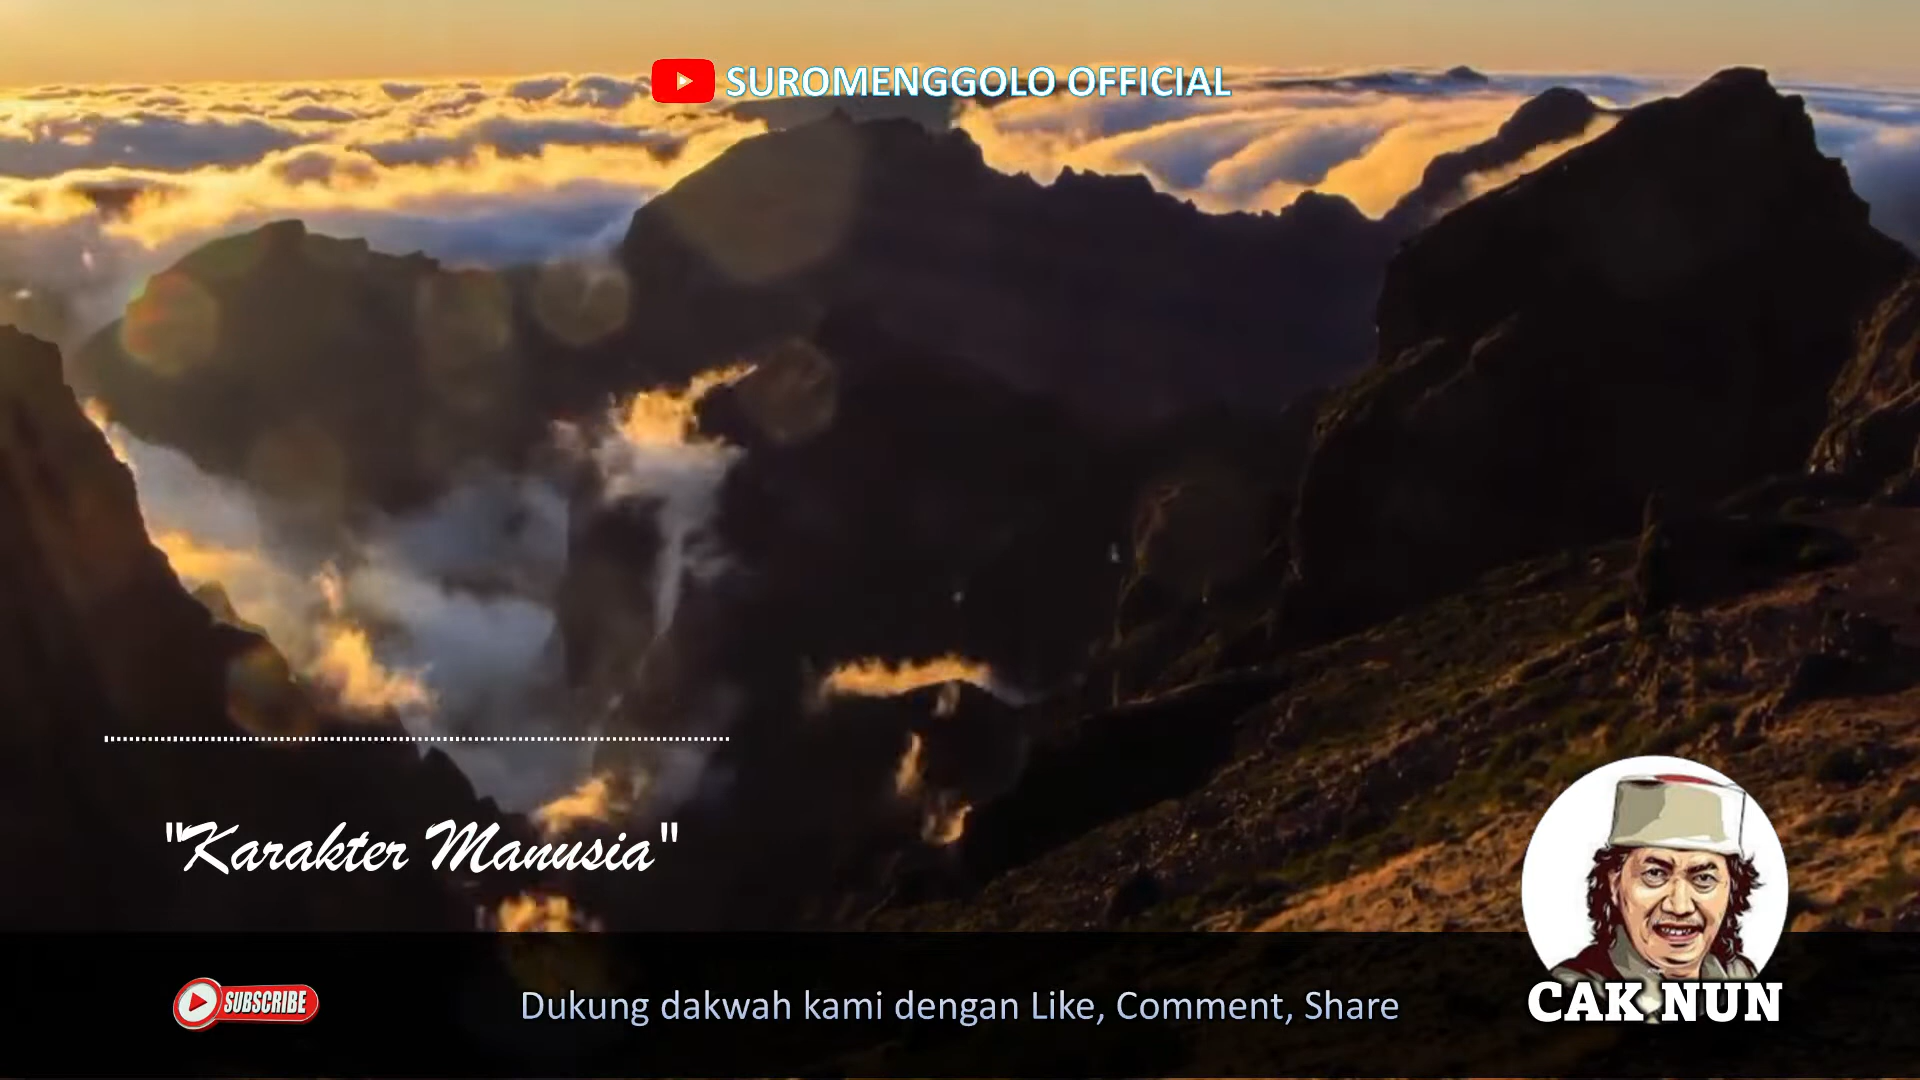 SUROMENGGOLO OFFICIAL
"Karakter Manusia"
SUBSCRIBE
Dukung dakwah kami dengan Like, Comment, Share
CAK NUN